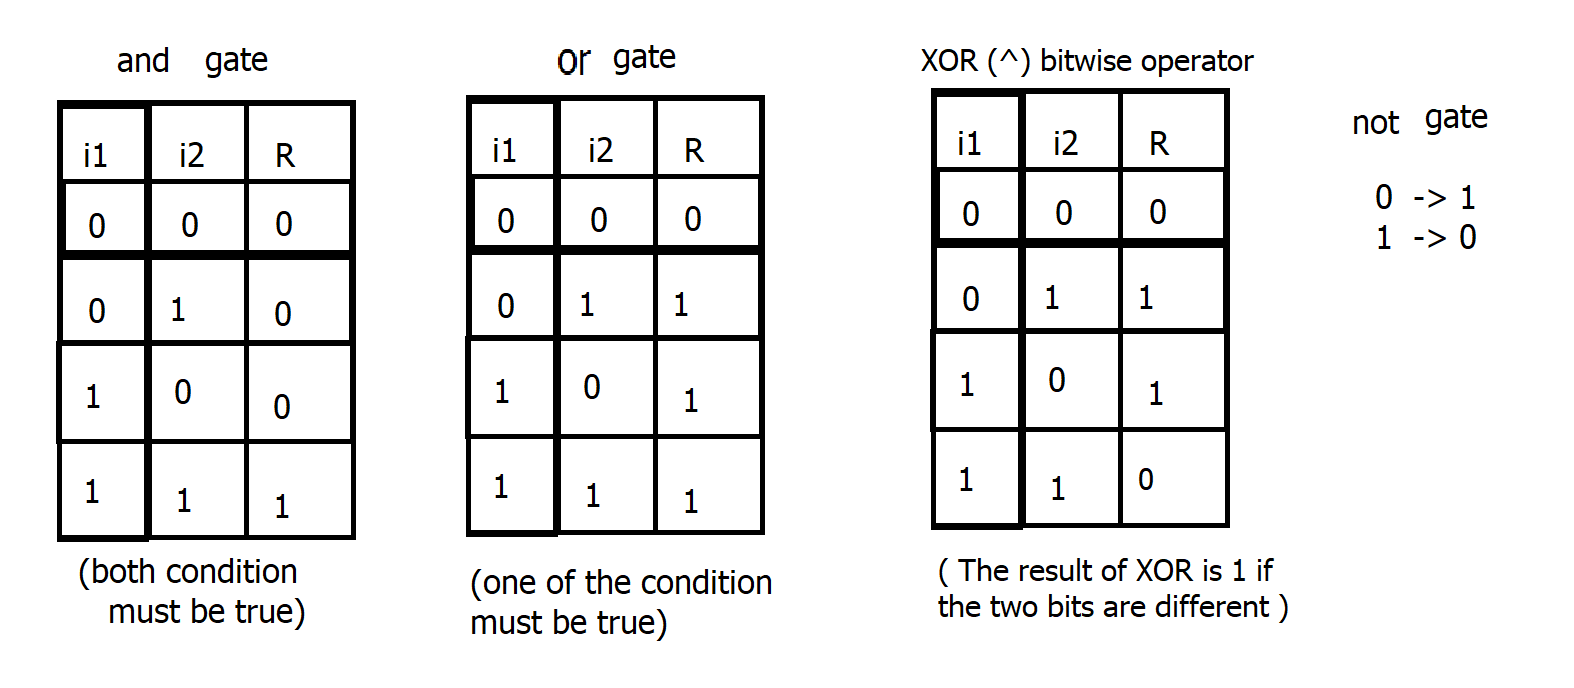 and gate
i1 i2 R
0 0 0
0 1 0
1 0 0
1 1 1
(both condition
must be true)
or gate
i1 i2 R
0 0 0
0 1 1
1 0 1
1 1 1
(one of the condition
must be true)
XOR (^) bitwise operator
i1 i2 R
0 0 0
0 1 1
1 0 1
1 1 0
( The result of XOR is 1 if
the two bits are different )
not gate
0 -> 1
1 -> 0